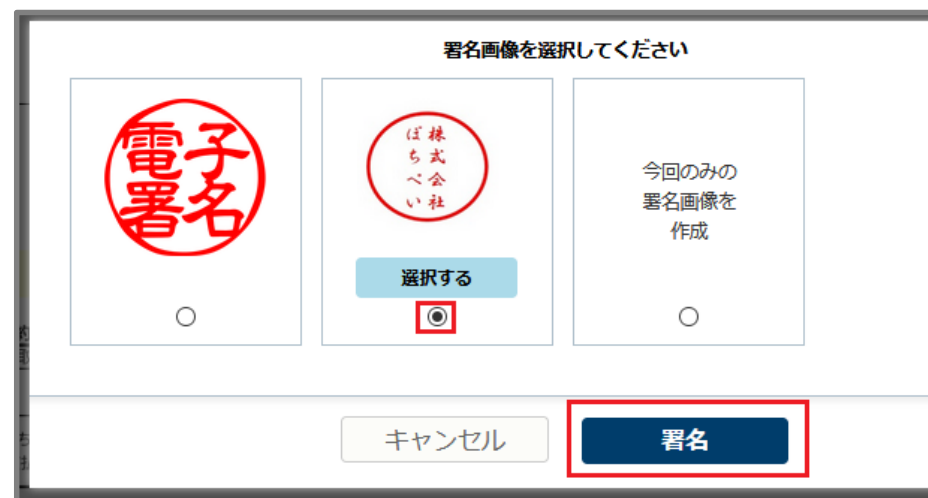 署名画像を選択してください
電子
署名
株式会社
ぽちぺい
選択する
今回のみの
署名画像を
作成
キャンセル
署名